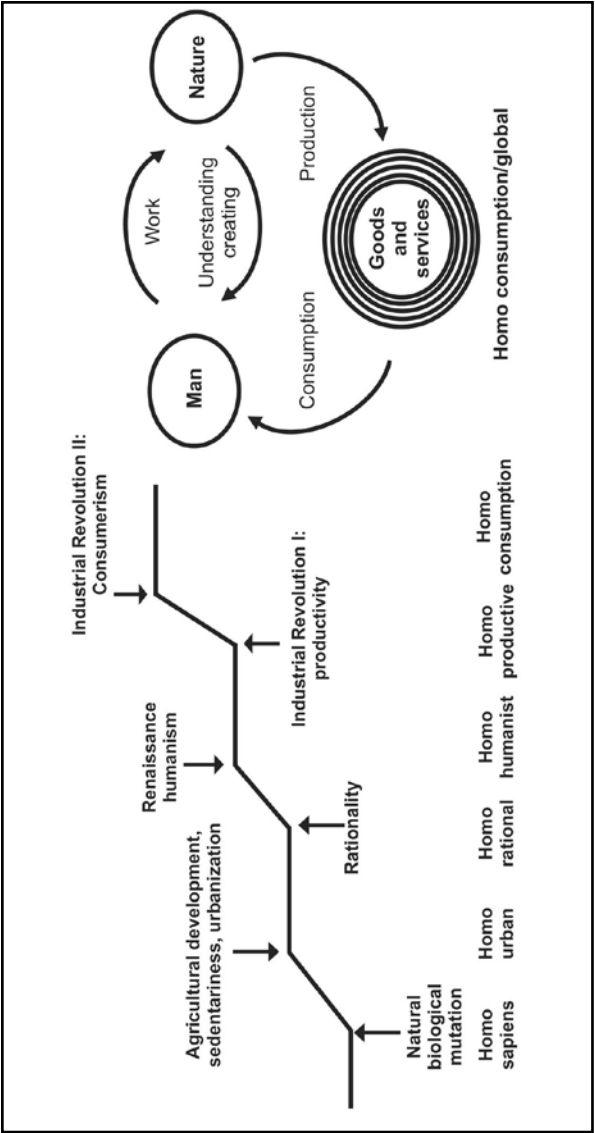 Industrial Revolution II:
Consumerism
Renaissance
humanism
Agricultural development,
sedentariness, urbanization
Industrial Revolution I:
productivity
Rationality
Natural
biological
mutation
Homo
sapiens
Homo
urban
Homo
rational
Homo
humanist
Homo
productive
Homo
consumption
Man
Work
Understanding
creating
Nature
Consumption
Production
Goods
and
services
Homo consumption/global